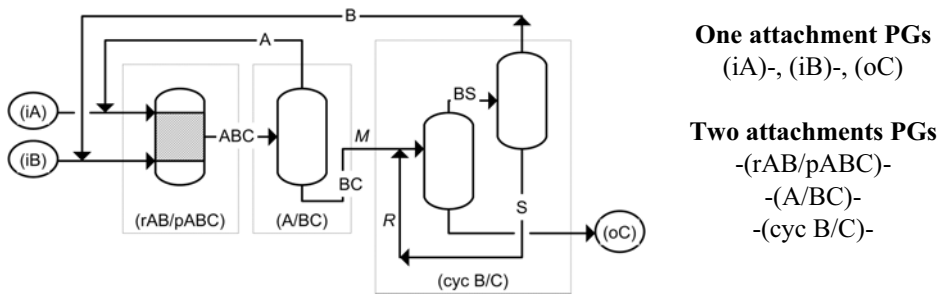 B
A
(iA)
(iB)
ABC
M
BC
BS
S
R
(oC)
(rAB/pABC)
(A/BC)
(cyc B/C)
One attachment PGs
(iA)-, (iB)-, (oC)
Two attachments PGs
-(rAB/pABC)-
-(A/BC)-
-(cyc B/C)-